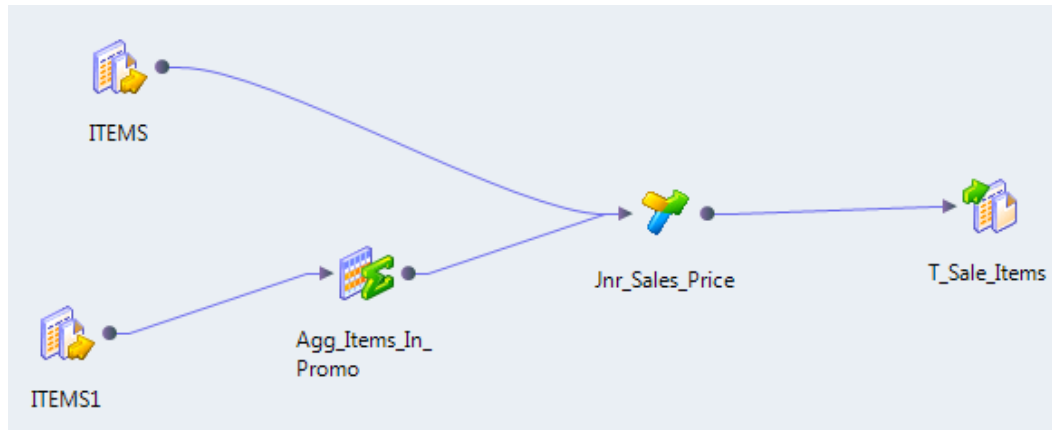 ITEMS
Jnr_Sales_Price
T_Sale_Items
Agg_Items_In_
Promo
ITEMS1